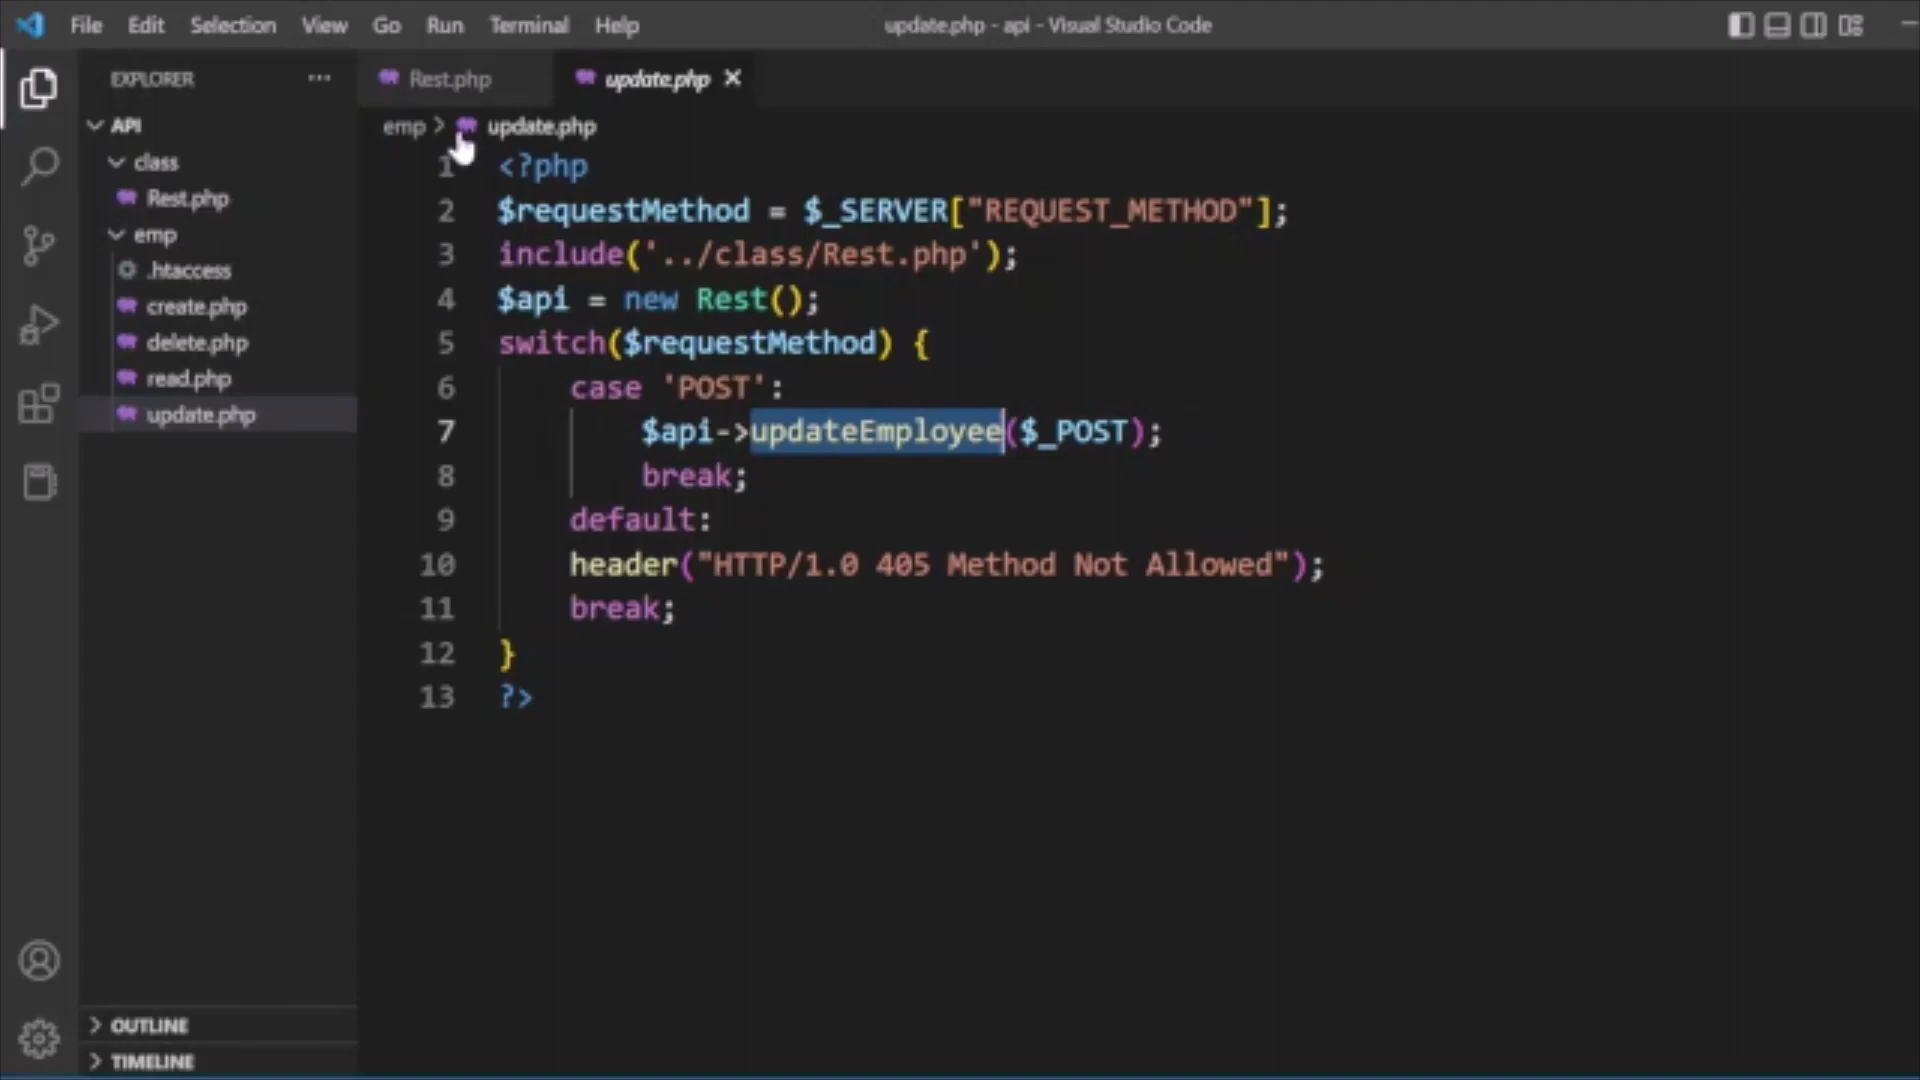 File Edit Selection View Go Run Terminal Help update.php - api - Visual Studio Code
EXPLORER ···
Rest.php update.php
API
class
Rest.php
emp
.htaccess
create.php
delete.php
read.php
update.php
OUTLINE
TIMELINE
emp > update.php
1 <?php
2 $requestMethod = $_SERVER["REQUEST_METHOD"];
3 include('../class/Rest.php');
4 $api = new Rest();
5 switch($requestMethod) {
6 case 'POST':
7 $api->updateEmployee($_POST);
8 break;
9 default:
10 header("HTTP/1.0 405 Method Not Allowed");
11 break;
12 }
13 ?>